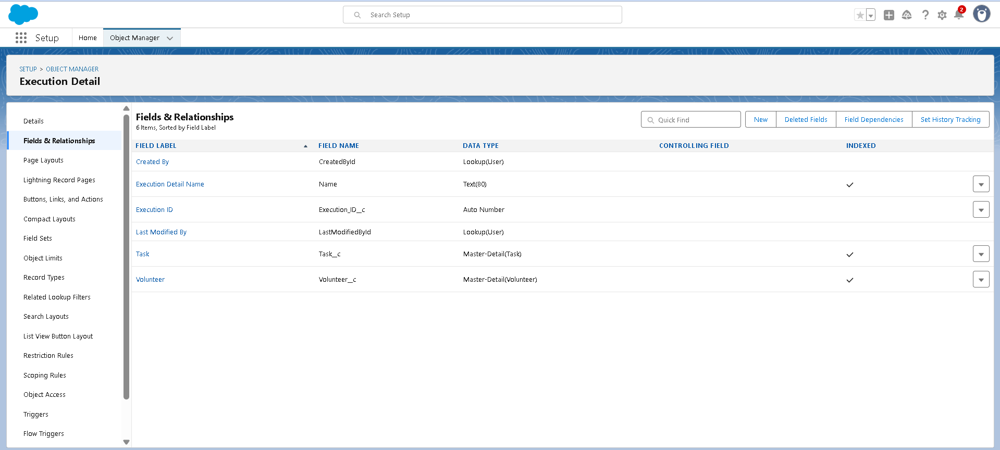 Search Setup
2
Setup
Home
Object Manager
SETUP > OBJECT MANAGER
Execution Detail
Details
Fields & Relationships
Page Layouts
Lightning Record Pages
Buttons, Links, and Actions
Compact Layouts
Field Sets
Object Limits
Record Types
Related Lookup Filters
Search Layouts
List View Button Layout
Restriction Rules
Scoping Rules
Object Access
Triggers
Flow Triggers
Fields & Relationships
6 Items, Sorted by Field Label
Quick Find
New
Deleted Fields
Field Dependencies
Set History Tracking
FIELD LABEL FIELD NAME DATA TYPE CONTROLLING FIELD INDEXED
Created By CreatedById Lookup(User)
Execution Detail Name Name Text(80)
Execution ID Execution_ID__c Auto Number
Last Modified By LastModifiedById Lookup(User)
Task Task__c Master-Detail(Task)
Volunteer Volunteer__c Master-Detail(Volunteer)